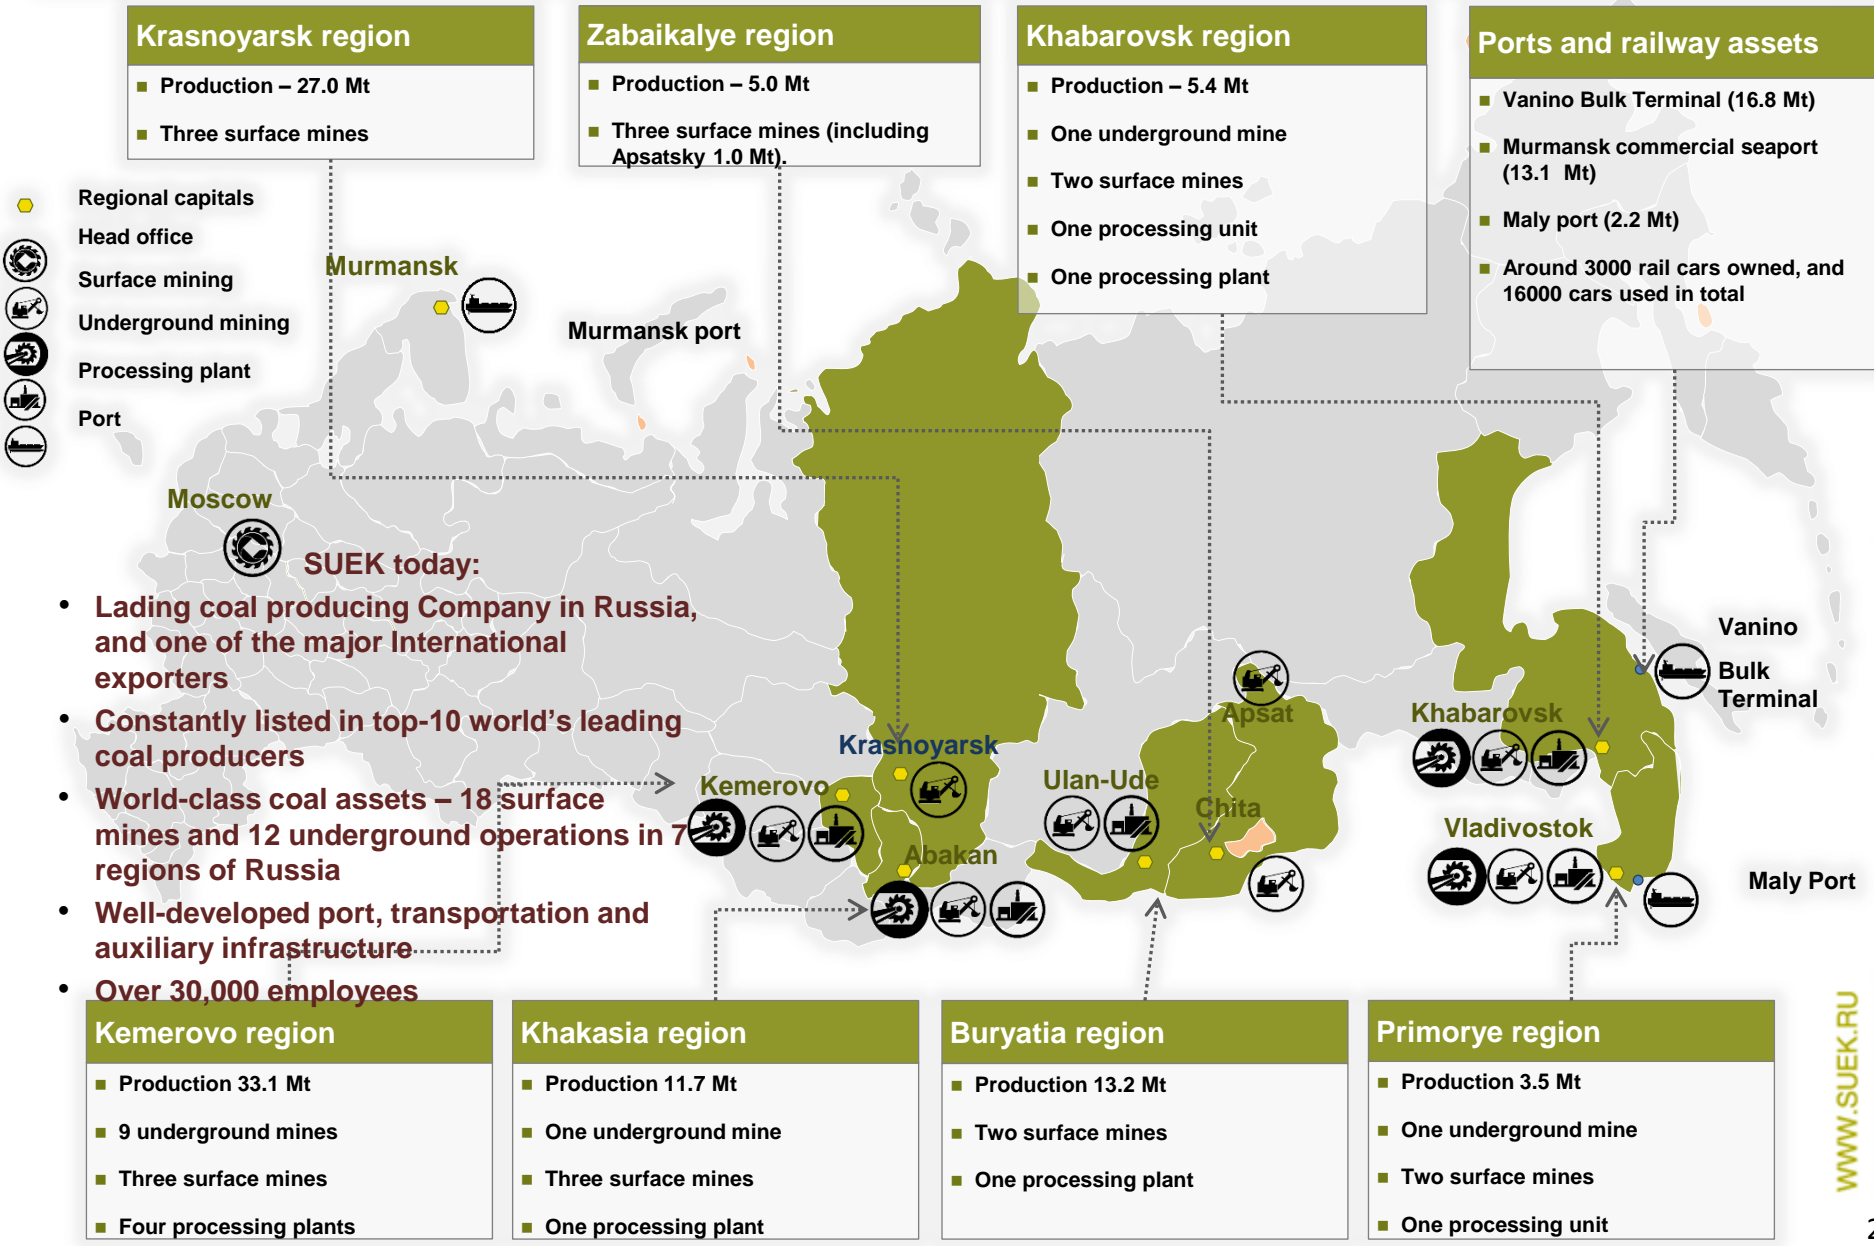 Krasnoyarsk region
Production – 27.0 Mt
Three surface mines
Zabaikalye region
Production – 5.0 Mt
Three surface mines (including
Apsatsky 1.0 Mt).
Khabarovsk region
Production – 5.4 Mt
One underground mine
Two surface mines
One processing unit
One processing plant
Ports and railway assets
Vanino Bulk Terminal (16.8 Mt)
Murmansk commercial seaport
(13.1 Mt)
Maly port (2.2 Mt)
Around 3000 rail cars owned, and
16000 cars used in total
Regional capitals
Head office
Surface mining
Underground mining
Processing plant
Port
Murmansk
Murmansk port
Moscow
SUEK today:
Lading coal producing Company in Russia,
and one of the major International
exporters
Constantly listed in top-10 world's leading
coal producers
World-class coal assets – 18 surface
mines and 12 underground operations in 7
regions of Russia
Well-developed port, transportation and
auxiliary infrastructure
Over 30,000 employees
Krasnoyarsk
Kemerovo
Abakan
Ulan-Ude
Chita
Apsat
Khabarovsk
Vladivostok
Vanino
Bulk
Terminal
Maly Port
Kemerovo region
Production 33.1 Mt
9 underground mines
Three surface mines
Four processing plants
Khakasia region
Production 11.7 Mt
One underground mine
Three surface mines
One processing plant
Buryatia region
Production 13.2 Mt
Two surface mines
One processing plant
Primorye region
Production 3.5 Mt
One underground mine
Two surface mines
One processing unit
WWW.SUEK.RU
2